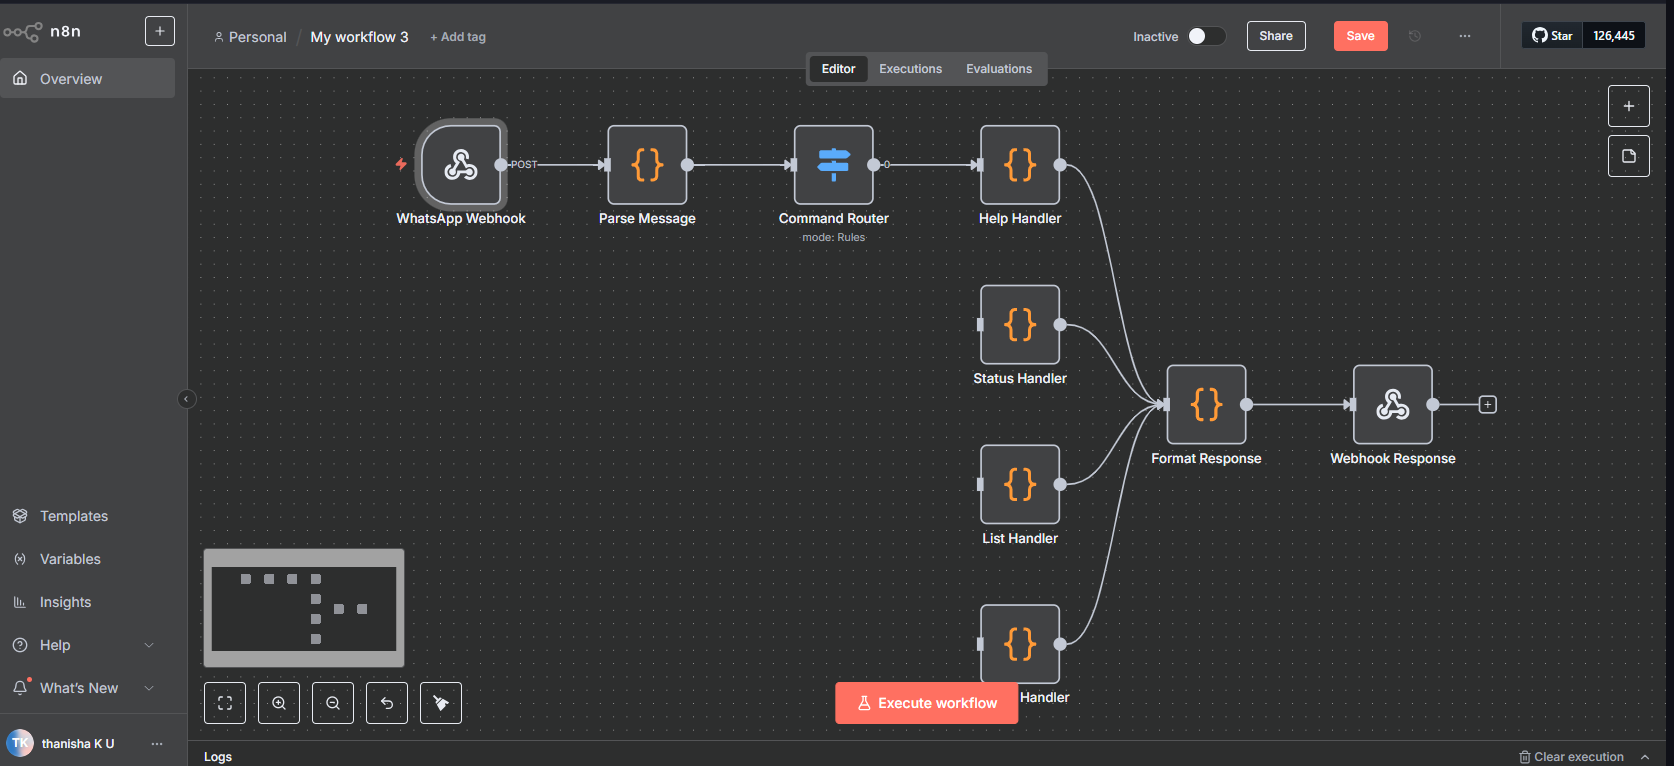 n8n
Personal / My workflow 3 + Add tag
Inactive
Share
Save
Star 126,445
Editor Executions Evaluations
Overview
POST
0
WhatsApp Webhook
Parse Message
Command Router
mode: Rules
Help Handler
Status Handler
Format Response
Webhook Response
List Handler
Handler
Templates
Variables
Insights
Help
What's New
Execute workflow
TK
thanisha K U
Logs
Clear execution